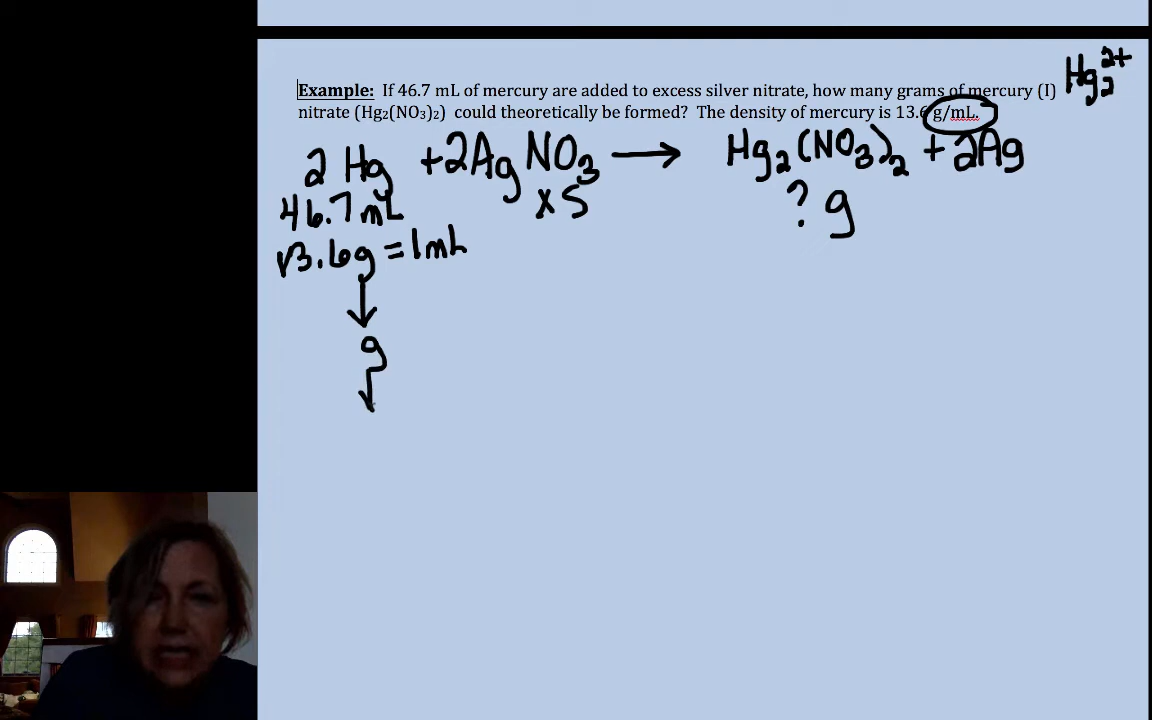 Example: If 46.7 mL of mercury are added to excess silver nitrate, how many grams of mercury (I)
nitrate (Hg₂(NO₃)₂) could theoretically be formed? The density of mercury is 13.6 g/mL.
Hg₂²⁺
2 Hg + 2AgNO₃ → Hg₂(NO₃)₂ + 2Ag
46.7 mL xs ? g
13.6g = 1mL
↓
g
↓